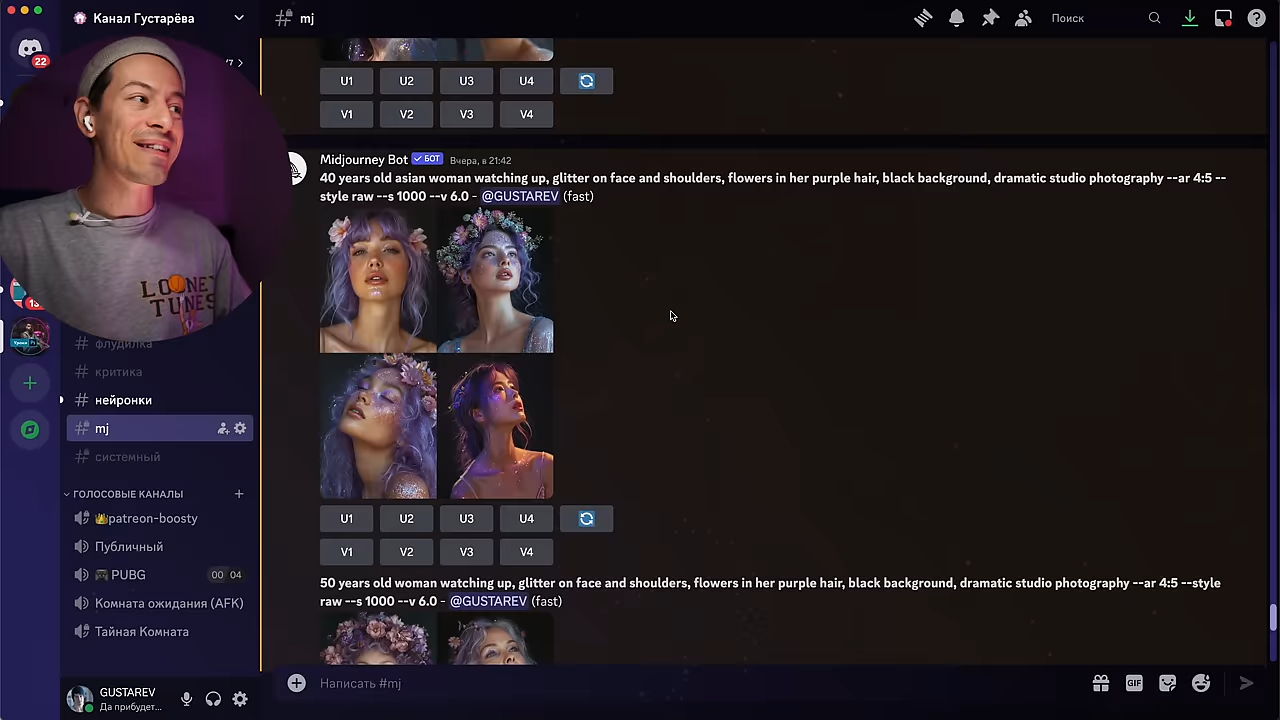 Канал Густарёва
mj
Поиск
22
/7
U1 U2 U3 U4
V1 V2 V3 V4
Midjourney Bot БОТ Вчера, в 21:42
40 years old asian woman watching up, glitter on face and shoulders, flowers in her purple hair, black background, dramatic studio photography --ar 4:5 --
style raw --s 1000 --v 6.0 - @GUSTAREV (fast)
LOONEY
TUNES
флудилка
критика
нейронки
mj
системный
ГОЛОСОВЫЕ КАНАЛЫ
patreon-boosty
Публичный
PUBG 00 04
Комната ожидания (AFK)
Тайная Комната
U1 U2 U3 U4
V1 V2 V3 V4
50 years old woman watching up, glitter on face and shoulders, flowers in her purple hair, black background, dramatic studio photography --ar 4:5 --style
raw --s 1000 --v 6.0 - @GUSTAREV (fast)
GUSTAREV
Да прибудет...
Написать #mj
GIF